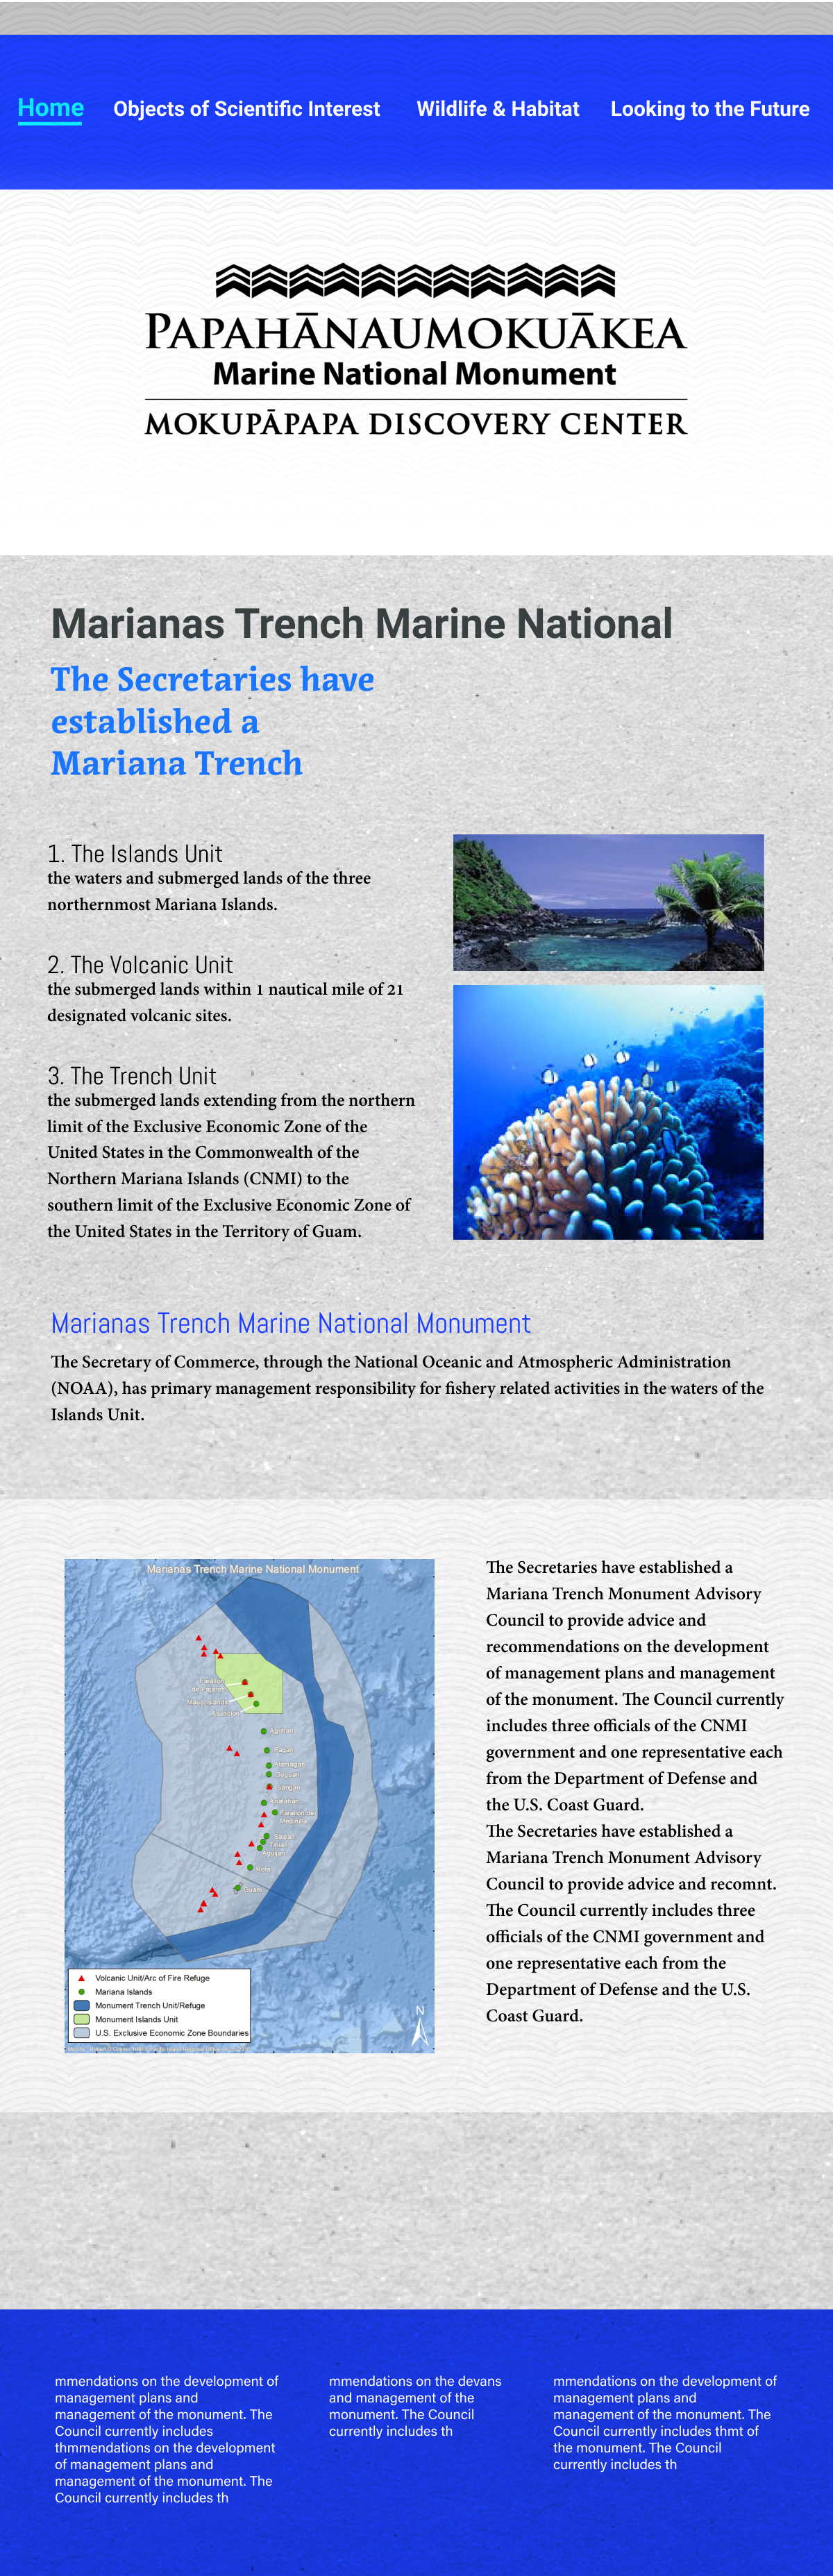 Home Objects of Scientific Interest Wildlife & Habitat Looking to the Future
PAPAHĀNAUMOKUĀKEA
Marine National Monument
MOKUPĀPAPA DISCOVERY CENTER
Marianas Trench Marine National
The Secretaries have
established a
Mariana Trench
1. The Islands Unit
the waters and submerged lands of the three
northernmost Mariana Islands.
2. The Volcanic Unit
the submerged lands within 1 nautical mile of 21
designated volcanic sites.
3. The Trench Unit
the submerged lands extending from the northern
limit of the Exclusive Economic Zone of the
United States in the Commonwealth of the
Northern Mariana Islands (CNMI) to the
southern limit of the Exclusive Economic Zone of
the United States in the Territory of Guam.
Marianas Trench Marine National Monument
The Secretary of Commerce, through the National Oceanic and Atmospheric Administration
(NOAA), has primary management responsibility for fishery related activities in the waters of the
Islands Unit.
Marianas Trench Marine National Monument
Farallon
de Pajaros
Maug Islands
Asuncion
Agrihan
Pagan
Alamagan
Guguan
Sarigan
Anatahan
Farallon de
Medinilla
Saipan
Tinian
Aguijan
Rota
Guam
Volcanic Unit/Arc of Fire Refuge
Mariana Islands
Monument Trench Unit/Refuge
Monument Islands Unit
U.S. Exclusive Economic Zone Boundaries
N
The Secretaries have established a
Mariana Trench Monument Advisory
Council to provide advice and
recommendations on the development
of management plans and management
of the monument. The Council currently
includes three officials of the CNMI
government and one representative each
from the Department of Defense and
the U.S. Coast Guard.
The Secretaries have established a
Mariana Trench Monument Advisory
Council to provide advice and recomnt.
The Council currently includes three
officials of the CNMI government and
one representative each from the
Department of Defense and the U.S.
Coast Guard.
mmendations on the development of
management plans and
management of the monument. The
Council currently includes
thmmendations on the development
of management plans and
management of the monument. The
Council currently includes th
mmendations on the devans
and management of the
monument. The Council
currently includes th
mmendations on the development of
management plans and
management of the monument. The
Council currently includes thmt of
the monument. The Council
currently includes th